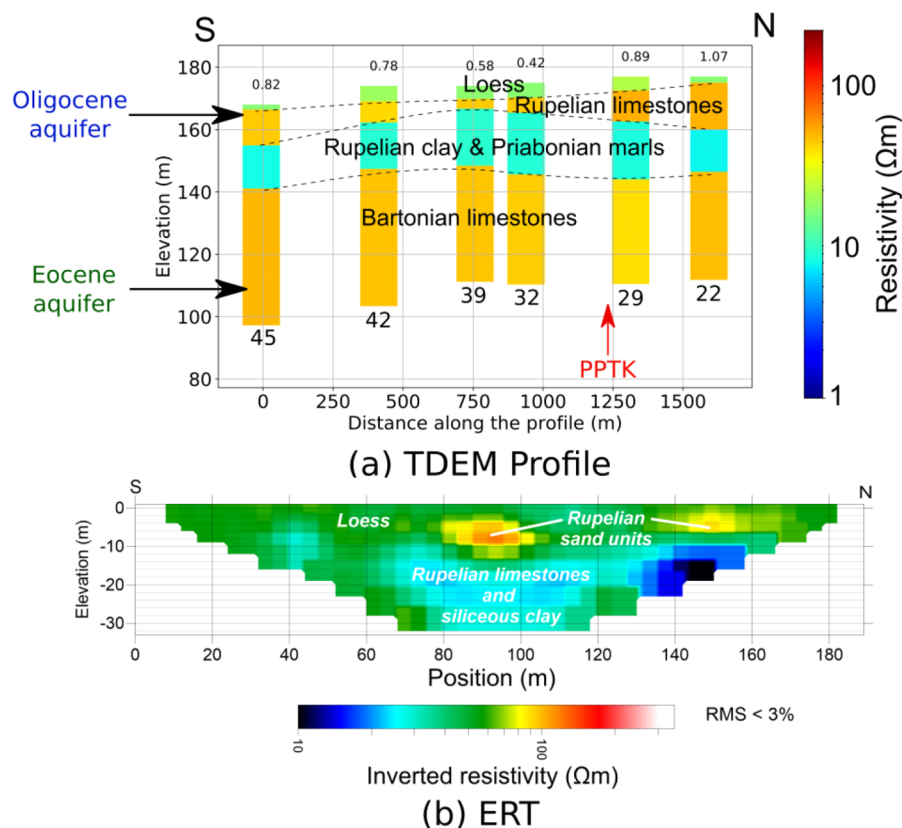 S
N
180
160
140
120
100
80
Elevation (m)
0.82
0.78
0.58
0.42
0.89
1.07
Loess
Rupelian limestones
Rupelian clay & Priabonian marls
Bartonian limestones
Oligocene
aquifer
Eocene
aquifer
45
42
39
32
29
22
PPTK
0
250
500
750
1000
1250
1500
Distance along the profile (m)
100
10
1
Resistivity (Ωm)
(a) TDEM Profile
S
N
0
-10
-20
-30
Elevation (m)
Loess
Rupelian
sand units
Rupelian limestones
and
siliceous clay
0
20
40
60
80
100
120
140
160
180
Position (m)
10
100
RMS < 3%
Inverted resistivity (Ωm)
(b) ERT